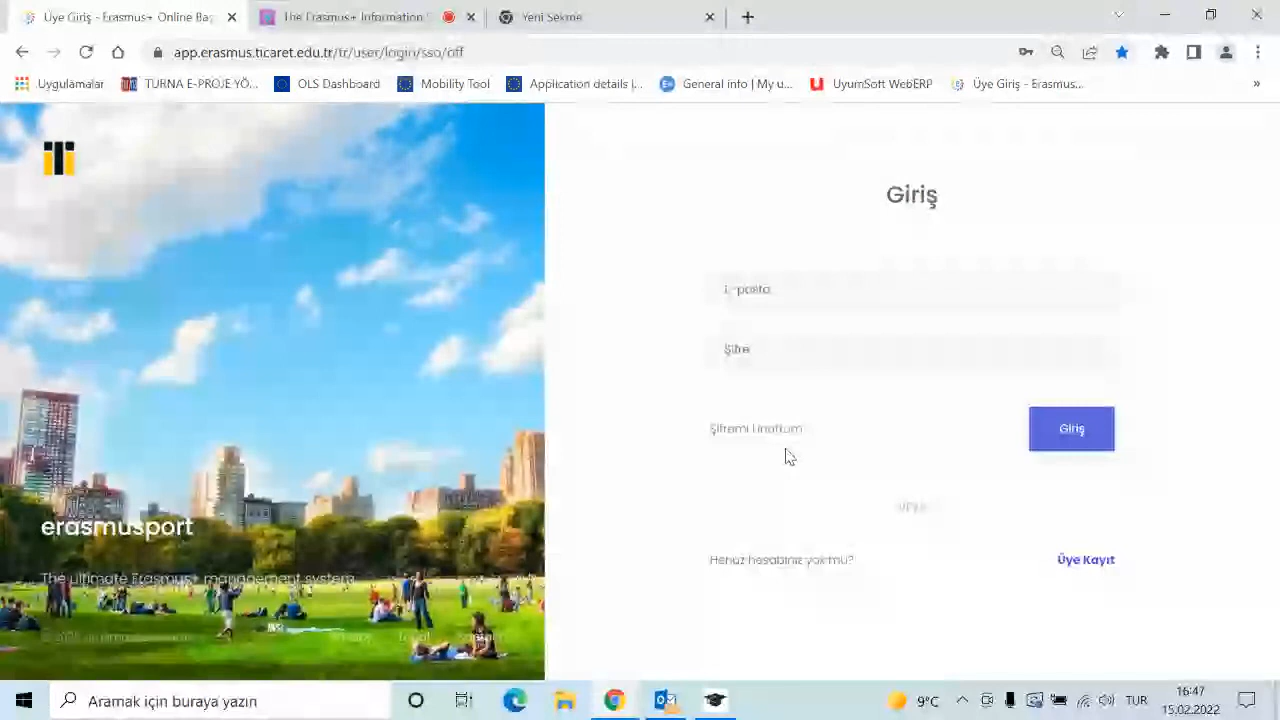 Üye Giriş - Erasmus+ Online Baş
The Erasmus+ Information
Yeni Sekme
app.erasmus.ticaret.edu.tr/tr/user/login/sso/off
Uygulamalar
TURNA E-PROJE YÖ...
OLS Dashboard
Mobility Tool
Application details |...
General info | My u...
UyumSoft WebERP
Üye Giriş - Erasmus...
»
Giriş
E-posta
Şifre
Şifremi Unuttum
Giriş
Henüz hesabınız yok mu?
Üye Kayıt
erasmusport
The ultimate Erasmus+ management system
Aramak için buraya yazın
9°C
TUR
16:47
15.02.2022